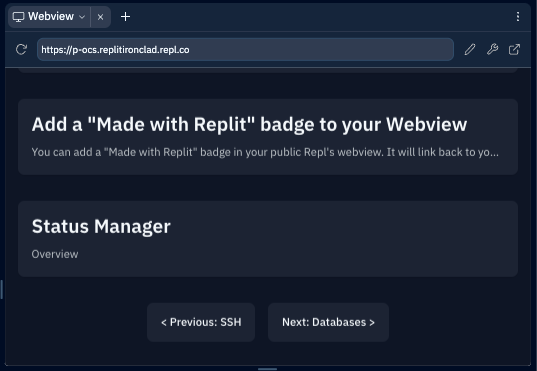 Webview
https://p-ocs.replitironclad.repl.co
Add a "Made with Replit" badge to your Webview
You can add a "Made with Replit" badge in your public Repl's webview. It will link back to yo...
Status Manager
Overview
< Previous: SSH
Next: Databases >